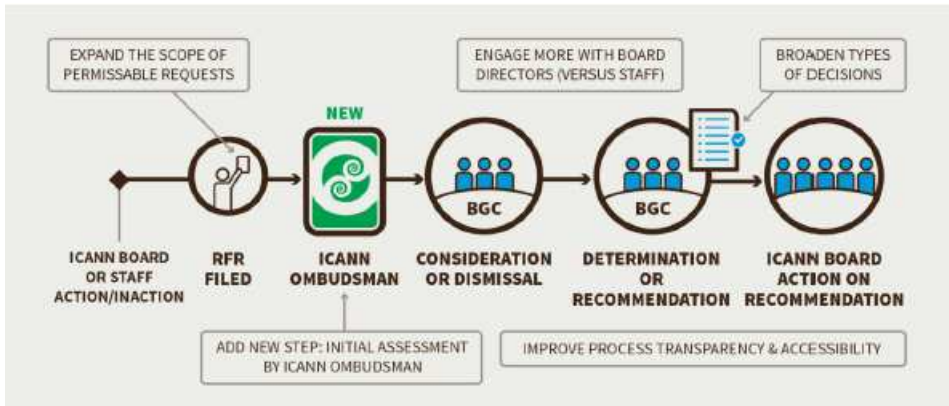 EXPAND THE SCOPE OF
PERMISSABLE REQUESTS
ENGAGE MORE WITH BOARD
DIRECTORS (VERSUS STAFF)
BROADEN TYPES
OF DECISIONS
NEW
BGC
BGC
ICANN BOARD
OR STAFF
ACTION/INACTION
RFR
FILED
ICANN
OMBUDSMAN
CONSIDERATION
OR DISMISSAL
DETERMINATION
OR
RECOMMENDATION
ICANN BOARD
ACTION ON
RECOMMENDATION
ADD NEW STEP: INITIAL ASSESSMENT
BY ICANN OMBUDSMAN
IMPROVE PROCESS TRANSPARENCY & ACCESSIBILITY